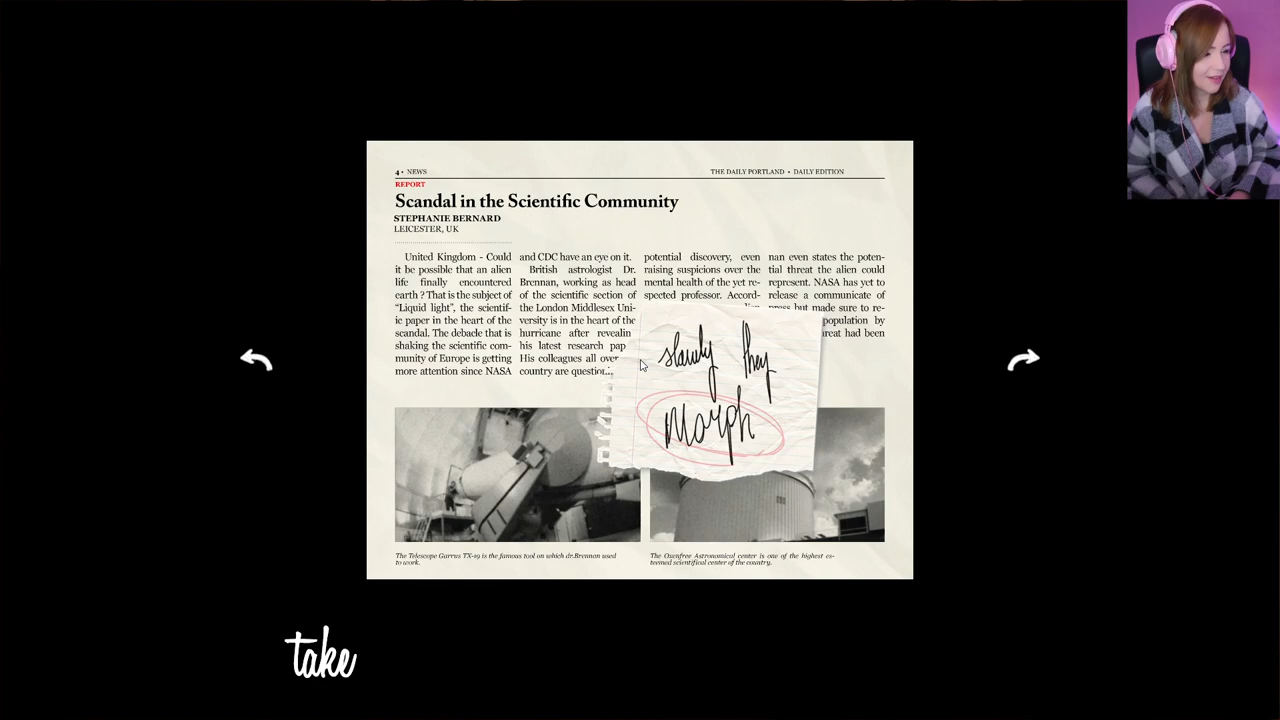 4 • NEWS
THE DAILY PORTLAND • DAILY EDITION
REPORT
Scandal in the Scientific Community
STEPHANIE BERNARD
LEICESTER, UK
United Kingdom - Could
it be possible that an alien
life finally encountered
earth ? That is the subject of
“Liquid light”, the scientif-
ic paper in the heart of the
scandal. The debacle that is
shaking the scientific com-
munity of Europe is getting
more attention since NASA
and CDC have an eye on it.
British astrologist Dr.
Brennan, working as head
of the scientific section of
the London Middlesex Uni-
versity is in the heart of the
hurricane after revealin
his latest research pap
His colleagues all over
country are question
potential discovery, even
raising suspicions over the
mental health of the yet re-
spected professor. Accord-
nan even states the poten-
tial threat the alien could
represent. NASA has yet to
release a communicate of
press but made sure to re-
population by
reat had been
slowly they
Morph
The Telescope Garrus TX-19 is the famous tool on which dr.Brennan used
to work.
The Oxenfree Astronomical center is one of the highest es-
teemed scientifical center of the country.
take